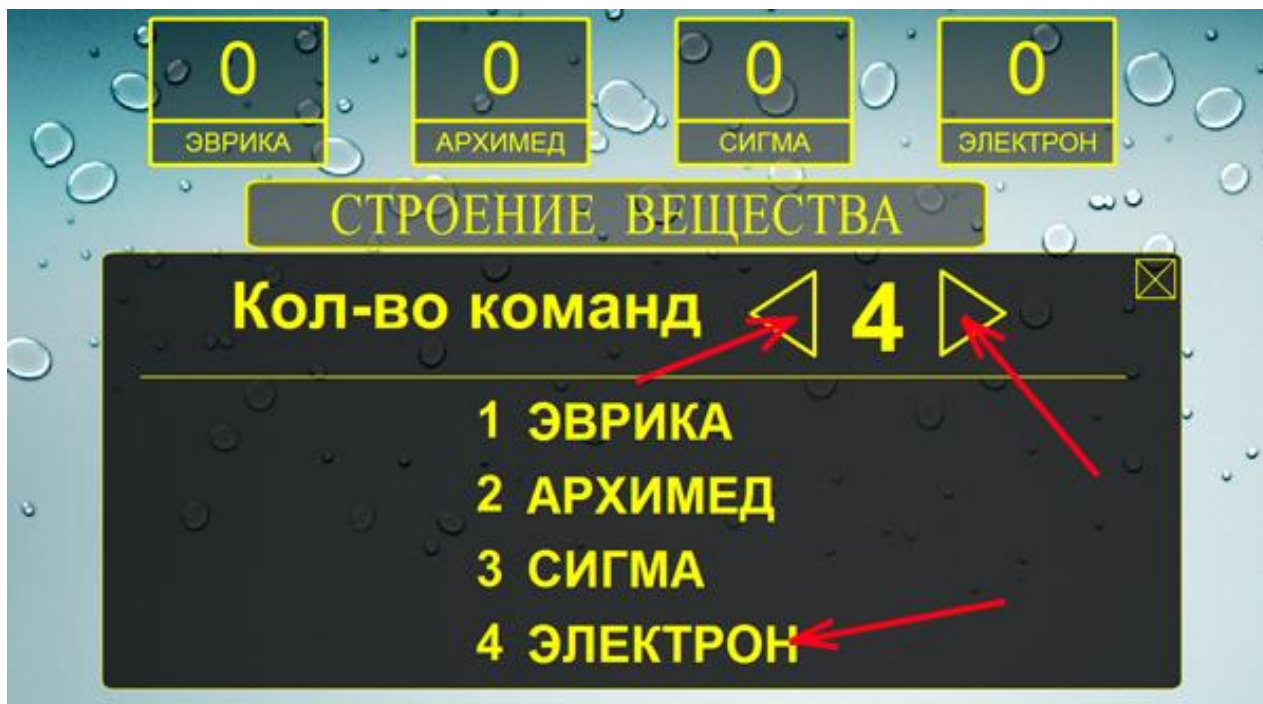 0 0 0 0
ЭВРИКА АРХИМЕД СИГМА ЭЛЕКТРОН
СТРОЕНИЕ ВЕЩЕСТВА
Кол-во команд 4
1 ЭВРИКА
2 АРХИМЕД
3 СИГМА
4 ЭЛЕКТРОН